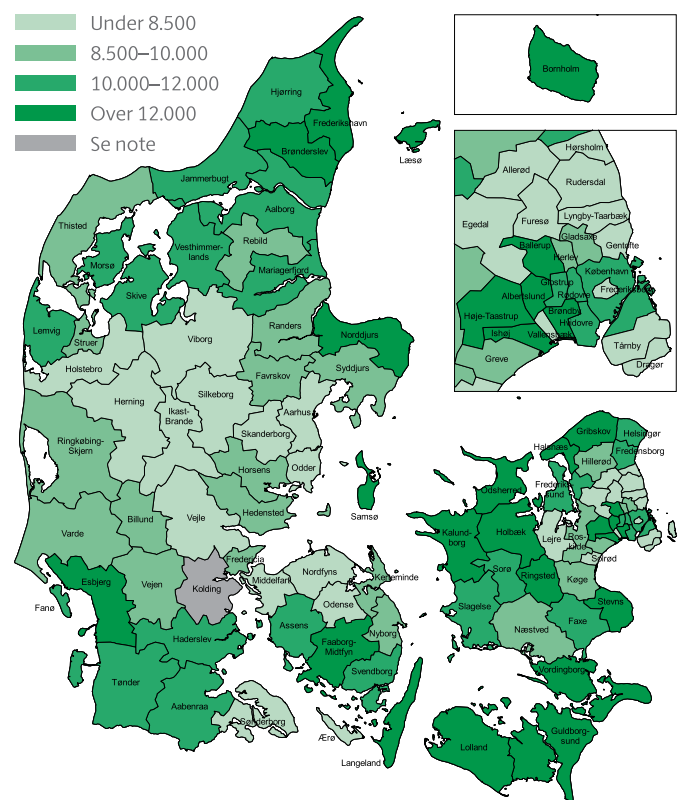 Under 8.500
8.500–10.000
10.000–12.000
Over 12.000
Se note
Bornholm
Hjørring
Frederikshavn
Brønderslev
Læsø
Jammerbugt
Aalborg
Thisted
Vesthimmer-
lands
Rebild
Morsø
Mariagerfjord
Skive
Lemvig
Struer
Randers
Norddjurs
Viborg
Holstebro
Favrskov
Syddjurs
Herning
Silkeborg
Ikast-
Brande
Aarhus
Skanderborg
Ringkøbing-
Skjern
Horsens
Odder
Hedensted
Samsø
Billund
Vejle
Varde
Fredericia
Esbjerg
Vejen
Kolding
Fanø
Haderslev
Tønder
Aabenraa
Sønderborg
Middelfart
Nordfyns
Kerteminde
Odense
Assens
Nyborg
Faaborg-
Midtfyn
Svendborg
Ærø
Langeland
Hørsholm
Allerød
Rudersdal
Egedal
Furesø
Lyngby-Taarbæk
Gladsaxe
Gentofte
Ballerup
Herlev
København
Glostrup
Frederiksberg
Albertslund
Rødovre
Høje-Taastrup
Brøndby
Hvidovre
Ishøj
Vallensbæk
Greve
Tårnby
Dragør
Gribskov
Helsingør
Halsnæs
Fredensborg
Hillerød
Frederiks-
sund
Odsherred
Kalund-
borg
Holbæk
Lejre
Ros-
kilde
Solrød
Sorø
Ringsted
Køge
Slagelse
Stevns
Næstved
Faxe
Vordingborg
Lolland
Guldborg-
sund